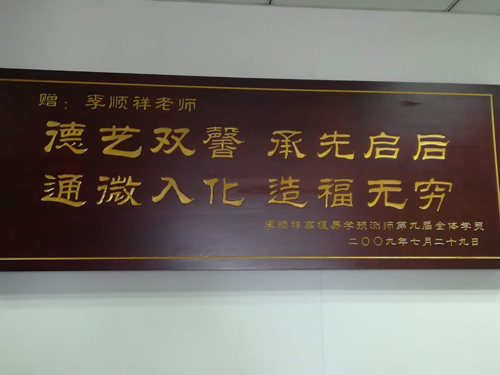 赠：李顺祥老师
德艺双馨 承先启后
通微入化 造福无穷
李顺祥高级易学预测师第九届全体学员
二〇〇九年七月二十九日